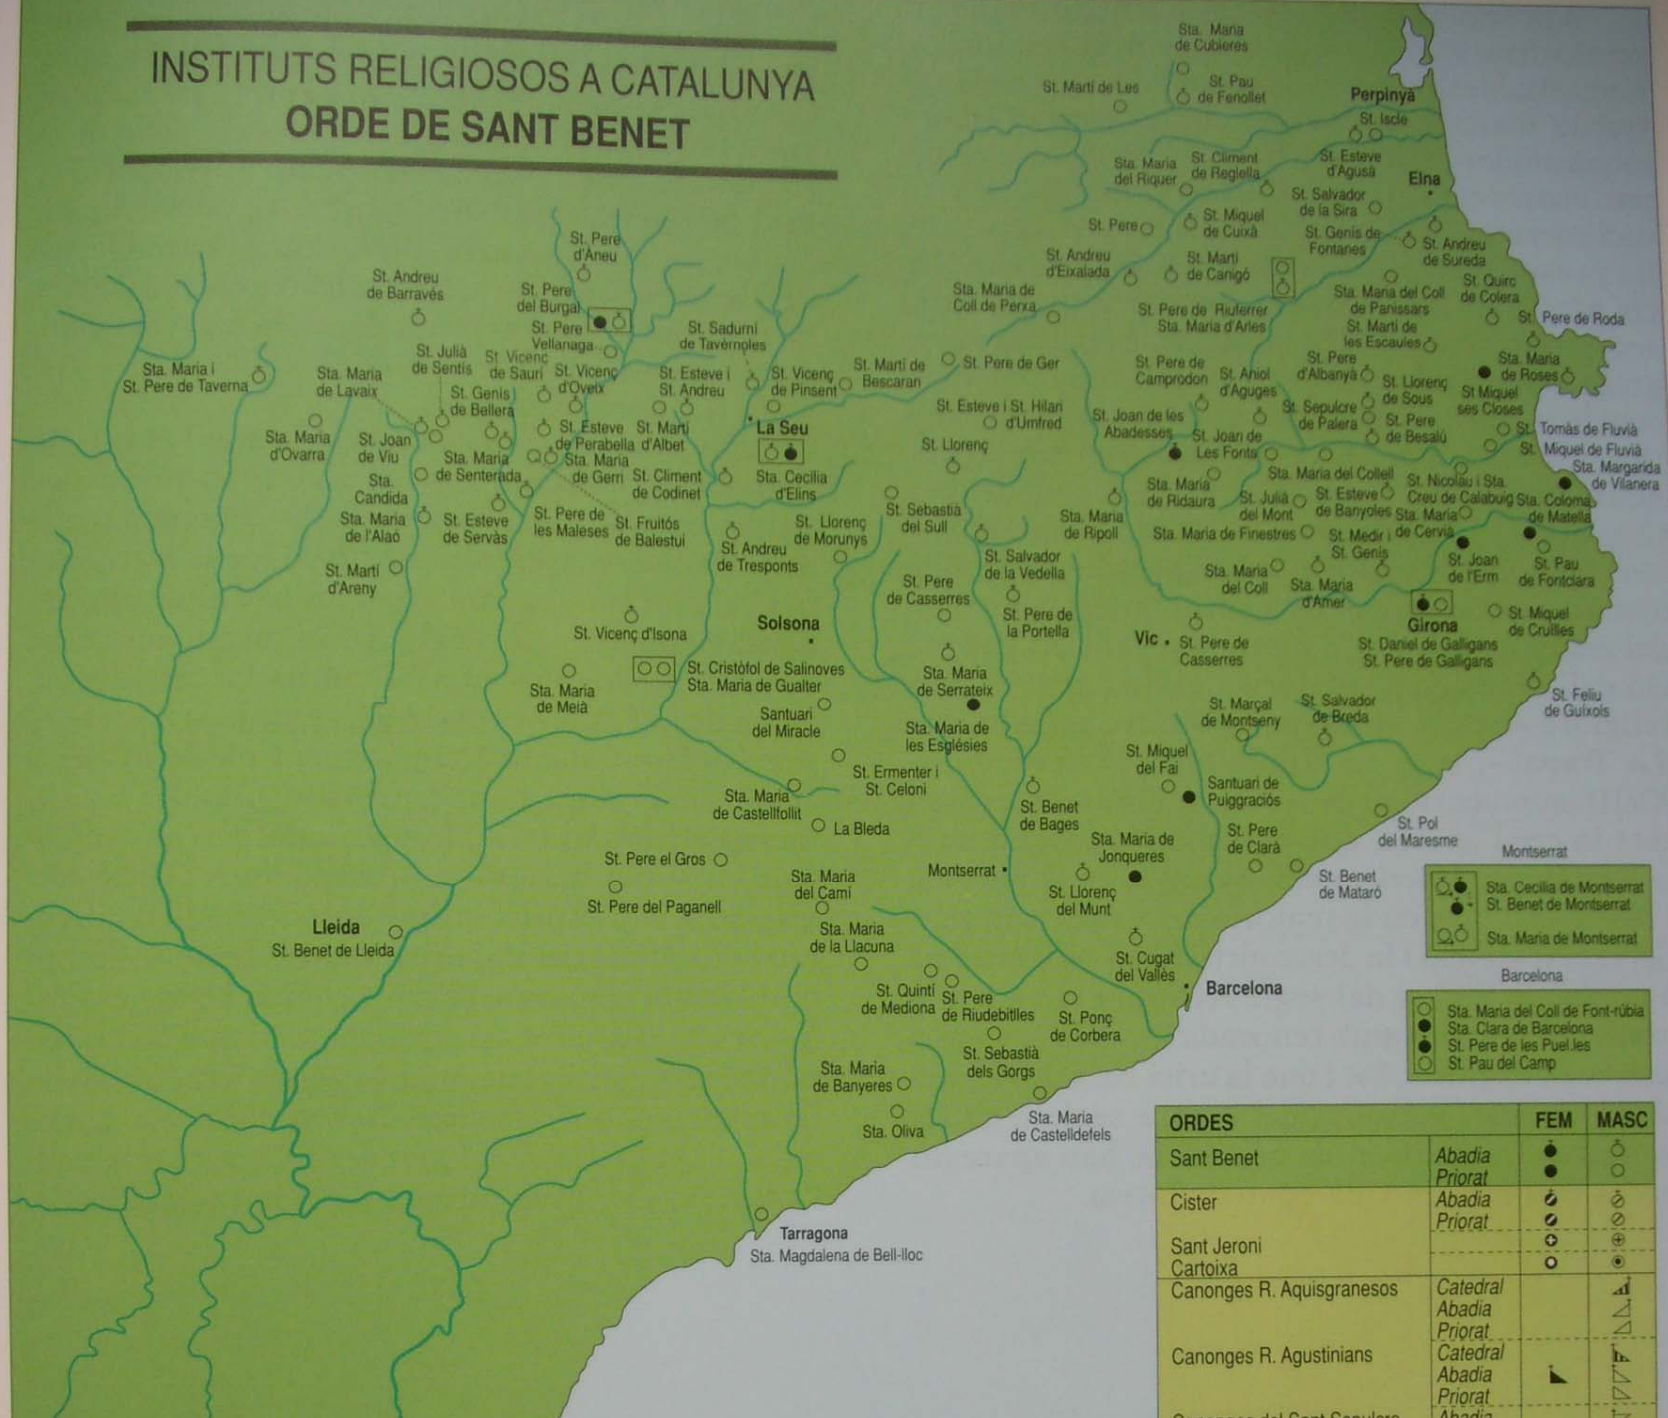 INSTITUTS RELIGIOSOS A CATALUNYA
ORDE DE SANT BENET
Sta. Maria
de Cubieres
St. Martí de Les
St. Pau
de Fenollet
Perpinyà
St. Iscle
Sta. Maria
del Riquer
St. Climent
de Reglella
St. Esteve
d'Agusà
Elna
St. Salvador
de la Sira
St. Pere
St. Miquel
de Cuixà
St. Genís de
Fontanes
St. Andreu
de Sureda
St. Andreu
d'Eixalada
St. Martí
de Canigó
Sta. Maria de
Coll de Perxa
St. Pere de Riuferrer
Sta. Maria d'Arles
Sta. Maria del Coll
de Panissars
St. Quirc
de Colera
St. Pere de Roda
St. Martí de
les Escaules
St. Pere
d'Aneu
St. Andreu
de Barravés
St. Pere
del Burgal
St. Pere
Vellanaga
St. Sadurní
de Tavèrnoles
St. Julià
de Sentís
St. Vicenç
de Saurí
St. Vicenç
d'Oveix
St. Esteve i
St. Andreu
St. Vicenç
de Pinsent
St. Martí de
Bescaran
St. Pere de Ger
St. Pere de
Camprodon
St. Aniol
d'Aguges
St. Pere
d'Albanyà
St. Llorenç
de Sous
Sta. Maria
de Roses
St Miquel
ses Closes
Sta. Maria i
St. Pere de Taverna
Sta. Maria
de Lavaix
St. Genís
de Bellera
Sta. Maria
d'Ovarra
St. Joan
de Viu
St. Esteve
de Perabella
St. Martí
d'Albet
La Seu
St. Esteve i St. Hilari
d'Umfred
St. Joan de les
Abadesses
St. Sepulcre
de Palera
St. Pere
de Besalú
St. Tomàs de Fluvià
St. Miquel de Fluvià
St. Joan de
Les Fonts
Sta. Maria
de Senterada
Sta. Maria
de Gerri
St. Climent
de Codinet
Sta. Cecília
d'Elins
St. Llorenç
Sta. Candida
Sta. Maria
de Ridaura
Sta. Maria del Collell
St. Julià
del Mont
St. Esteve
de Banyoles
St. Nicolau i Sta.
Creu de Calabuig
Sta. Margarida
de Vilanera
Sta. Coloma
de Matella
Sta. Maria
de l'Alaó
St. Esteve
de Servàs
St. Pere de
les Maleses
St. Fruitós
de Balestui
St. Andreu
de Tresponts
St. Llorenç
de Morunys
St. Sebastià
del Sull
Sta. Maria
de Ripoll
Sta. Maria de Finestres
St. Medir i
St. Genís
Sta. Maria
de Cervià
St. Salvador
de la Vedella
St. Martí
d'Areny
St. Pere
de Casserres
St. Pere de
la Portella
Sta. Maria
del Coll
Sta. Maria
d'Amer
St. Joan
de l'Erm
St. Pau
de Fontclara
Girona
St. Daniel de Galligans
St. Pere de Galligans
St. Miquel
de Cruïlles
St. Vicenç d'Isona
Solsona
Vic
St. Pere de
Casserres
Sta. Maria
de Meià
St. Cristòfol de Salinoves
Sta. Maria de Gualter
Santuari
del Miracle
Sta. Maria
de Serrateix
Sta. Maria de
les Esglésies
St. Marçal
de Montseny
St. Salvador
de Breda
St. Feliu
de Guíxols
St. Miquel
del Fai
Santuari de
Puiggraciós
St. Ermenter i
St. Celoni
Sta. Maria
de Castellfollit
La Bleda
St. Benet
de Bages
Sta. Maria de
Jonqueres
St. Pere
de Clarà
St. Pol
del Maresme
St. Benet
de Mataró
St. Pere el Gros
St. Pere del Paganell
Sta. Maria
del Camí
Montserrat
St. Llorenç
del Munt
Lleida
St. Benet de Lleida
Sta. Maria
de la Llacuna
St. Quintí
de Mediona
St. Pere
de Riudebitlles
St. Ponç
de Corbera
St. Cugat
del Vallès
Barcelona
St. Sebastià
dels Gorgs
Sta. Maria
de Banyeres
Sta. Oliva
Sta. Maria
de Castelldefels
Tarragona
Sta. Magdalena de Bell-lloc
Montserrat
Sta. Cecília de Montserrat
St. Benet de Montserrat
Sta. Maria de Montserrat
Barcelona
Sta. Maria del Coll de Font-rúbia
Sta. Clara de Barcelona
St. Pere de les Puel.les
St. Pau del Camp
ORDES FEM MASC
Sant Benet Abadia
Priorat
Cister Abadia
Priorat
Sant Jeroni
Cartoixa
Canonges R. Aquisgranesos Catedral
Abadia
Priorat
Canonges R. Agustinians Catedral
Abadia
Priorat